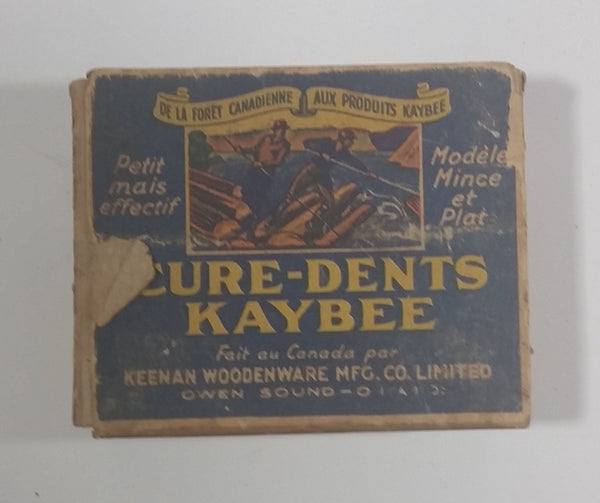 DE LA FORÊT CANADIENNE AUX PRODUITS KAYBEE
Petit
mais
effectif
Modèle
Mince
et
Plat
CURE-DENTS
KAYBEE
Fait au Canada par
KEENAN WOODENWARE MFG. CO. LIMITED
OWEN SOUND—